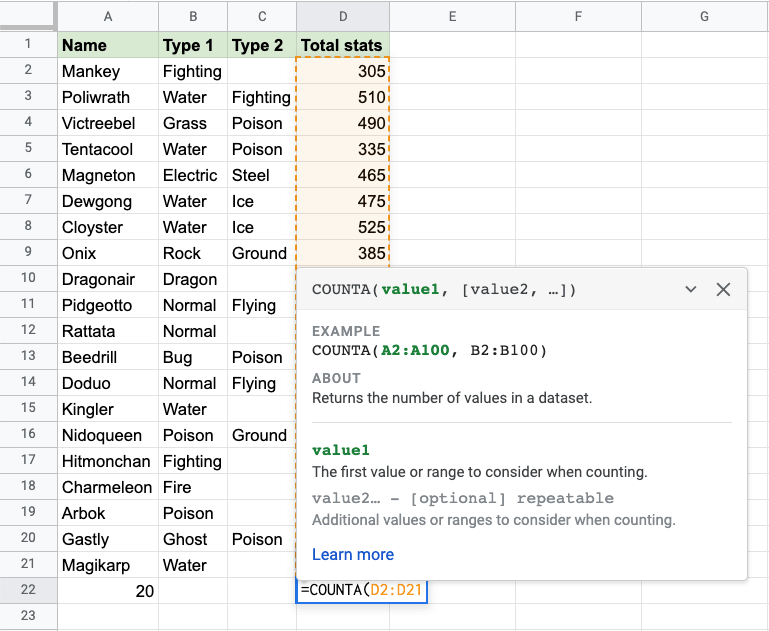 A B C D E F G
1 Name Type 1 Type 2 Total stats
2 Mankey Fighting 305
3 Poliwrath Water Fighting 510
4 Victreebel Grass Poison 490
5 Tentacool Water Poison 335
6 Magneton Electric Steel 465
7 Dewgong Water Ice 475
8 Cloyster Water Ice 525
9 Onix Rock Ground 385
10 Dragonair Dragon
11 Pidgeotto Normal Flying
12 Rattata Normal
13 Beedrill Bug Poison
14 Doduo Normal Flying
15 Kingler Water
16 Nidoqueen Poison Ground
17 Hitmonchan Fighting
18 Charmeleon Fire
19 Arbok Poison
20 Gastly Ghost Poison
21 Magikarp Water
22 20 =COUNTA(D2:D21
23
COUNTA(value1, [value2, …])
EXAMPLE
COUNTA(A2:A100, B2:B100)
ABOUT
Returns the number of values in a dataset.
value1
The first value or range to consider when counting.
value2… – [optional] repeatable
Additional values or ranges to consider when counting.
Learn more